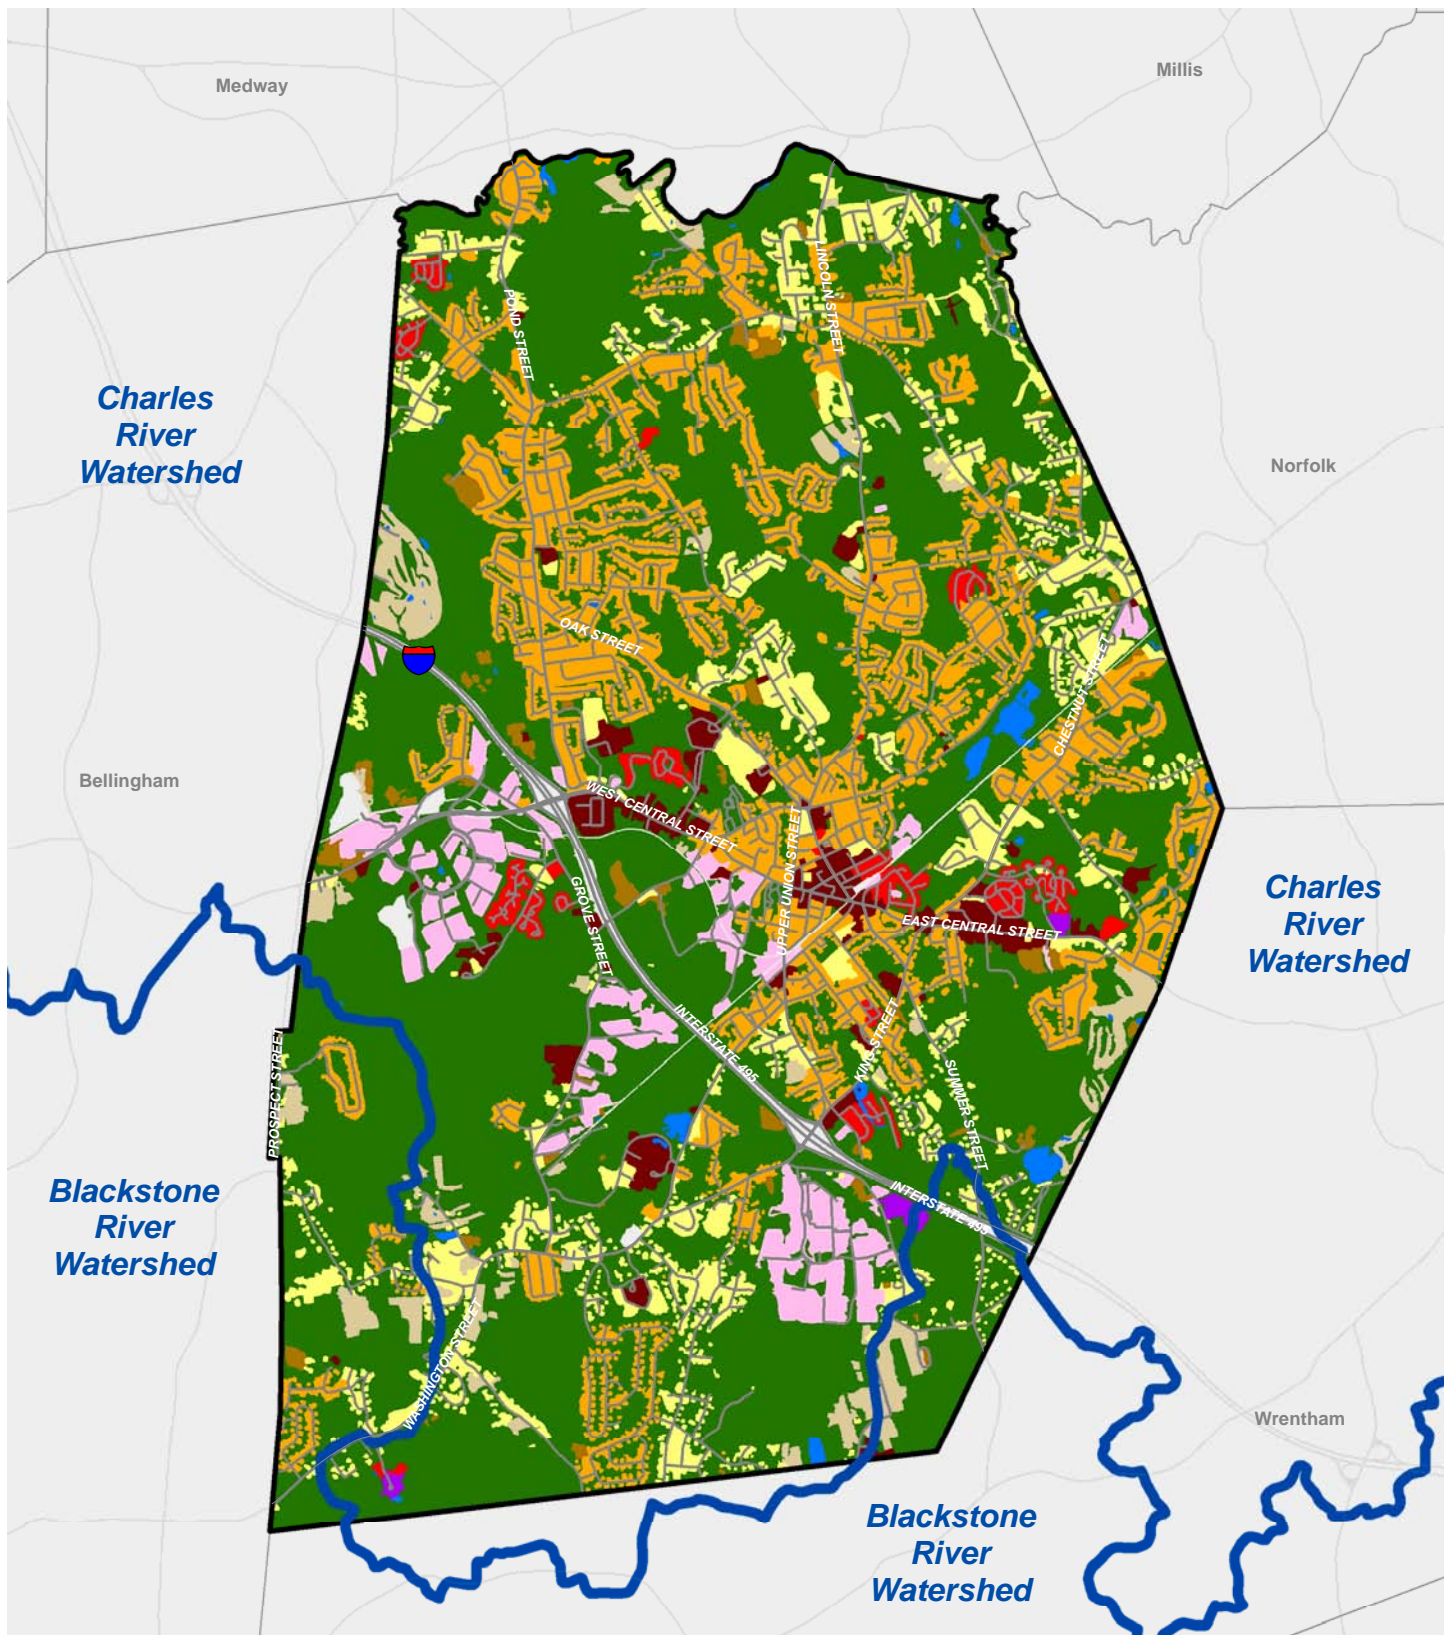 Medway
Millis
LINCOLN STREET
POND STREET
Charles
River
Watershed
Norfolk
OAK STREET
CHESTNUT STREET
Bellingham
WEST CENTRAL STREET
UPPER UNION STREET
GROVE STREET
EAST CENTRAL STREET
Charles
River
Watershed
INTERSTATE 495
KING STREET
SUMMER STREET
PROSPECT STREET
Blackstone
River
Watershed
INTERSTATE 495
WASHINGTON STREET
Wrentham
Blackstone
River
Watershed